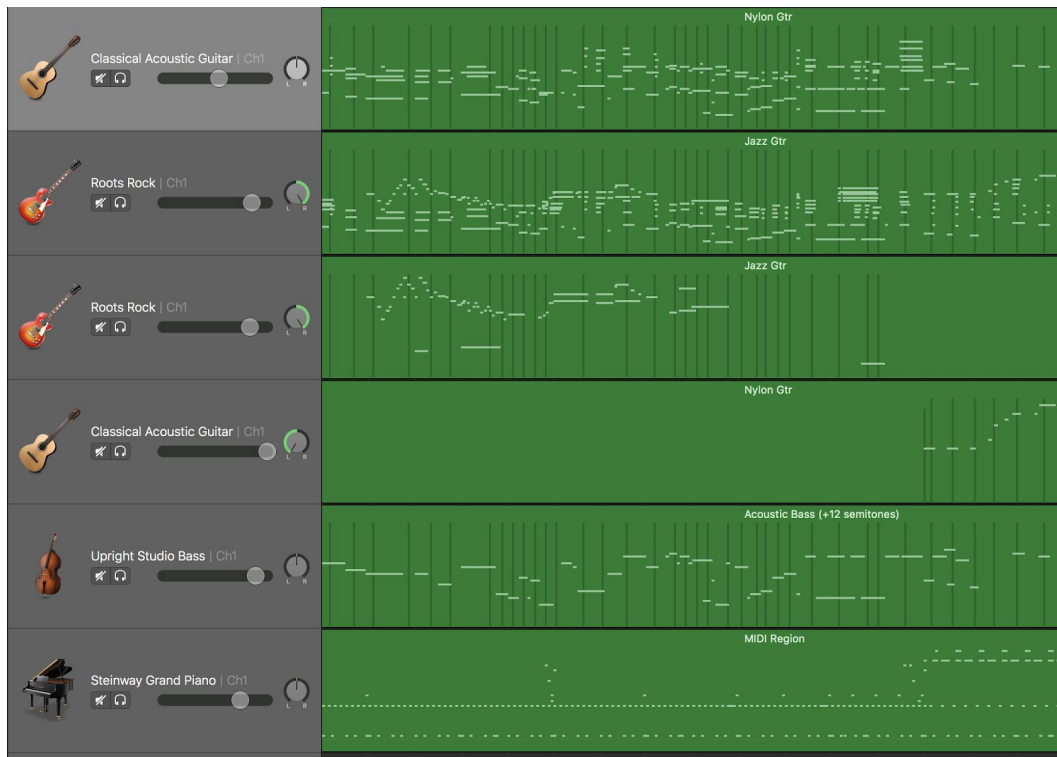 Nylon Gtr
Classical Acoustic Guitar | Ch1
L R
Jazz Gtr
Roots Rock | Ch1
L R
Jazz Gtr
Roots Rock | Ch1
L R
Nylon Gtr
Classical Acoustic Guitar | Ch1
L R
Acoustic Bass (+12 semitones)
Upright Studio Bass | Ch1
L R
MIDI Region
Steinway Grand Piano | Ch1
L R